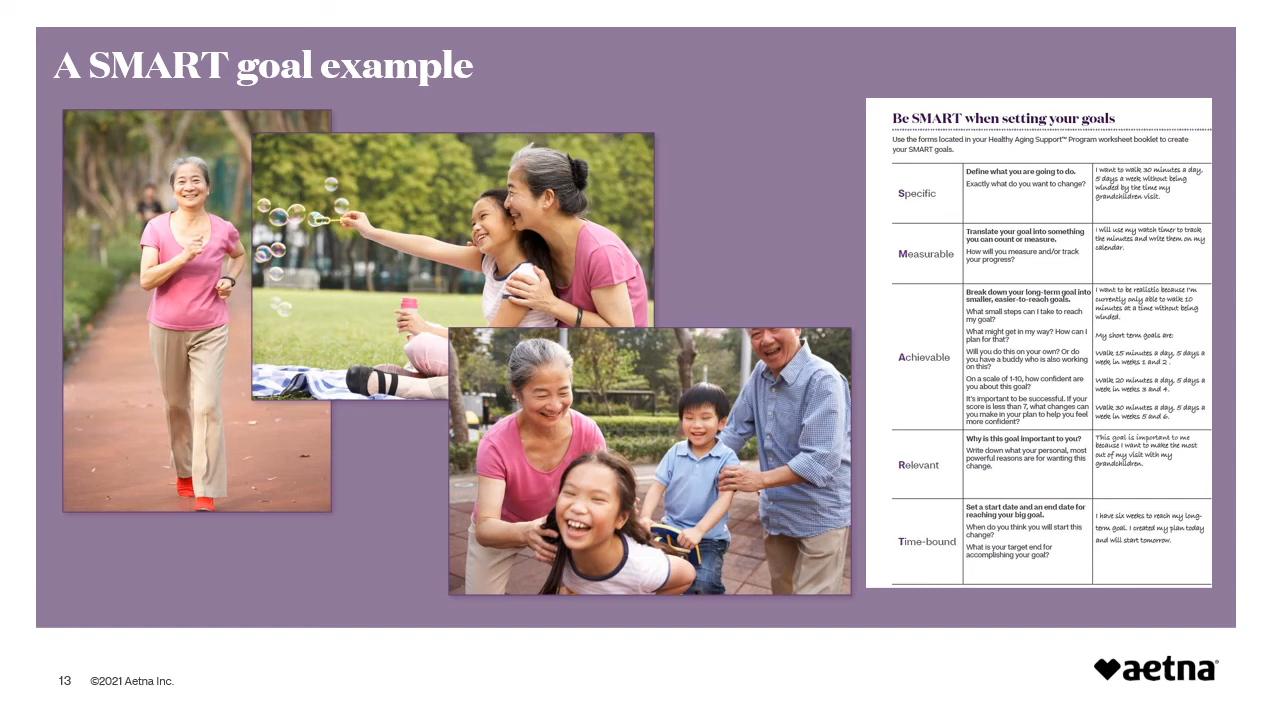 A SMART goal example
Be SMART when setting your goals
Use the forms located in your Healthy Aging Support™ Program worksheet booklet to create
your SMART goals.
Specific
Define what you are going to do.
Exactly what do you want to change?
I want to walk 30 minutes a day,
5 days a week without being
winded by the time my
grandchildren visit.
Measurable
Translate your goal into something
you can count or measure.
How will you measure and/or track
your progress?
I will use my watch timer to track
the minutes and write them on my
calendar.
Achievable
Break down your long-term goal into
smaller, easier-to-reach goals.
What small steps can I take to reach
my goal?
What might get in my way? How can I
plan for that?
Will you do this on your own? Or do
you have a buddy who is also working
on this?
On a scale of 1-10, how confident are
you about this goal?
It's important to be successful. If your
score is less than 7, what changes can
you make in your plan to help you feel
more confident?
I want to be realistic because I'm
currently only able to walk 10
minutes at a time without being
winded.
My short term goals are:
Walk 15 minutes a day, 5 days a
week in weeks 1 and 2 .
Walk 20 minutes a day, 5 days a
week in weeks 3 and 4.
Walk 30 minutes a day, 5 days a
week in weeks 5 and 6.
Relevant
Why is this goal important to you?
Write down what your personal, most
powerful reasons are for wanting this
change.
This goal is important to me
because I want to make the most
out of my visit with my
grandchildren.
Time-bound
Set a start date and an end date for
reaching your big goal.
When do you think you will start this
change?
What is your target end for
accomplishing your goal?
I have six weeks to reach my long-
term goal. I created my plan today
and will start tomorrow.
13 ©2021 Aetna Inc.
aetna®